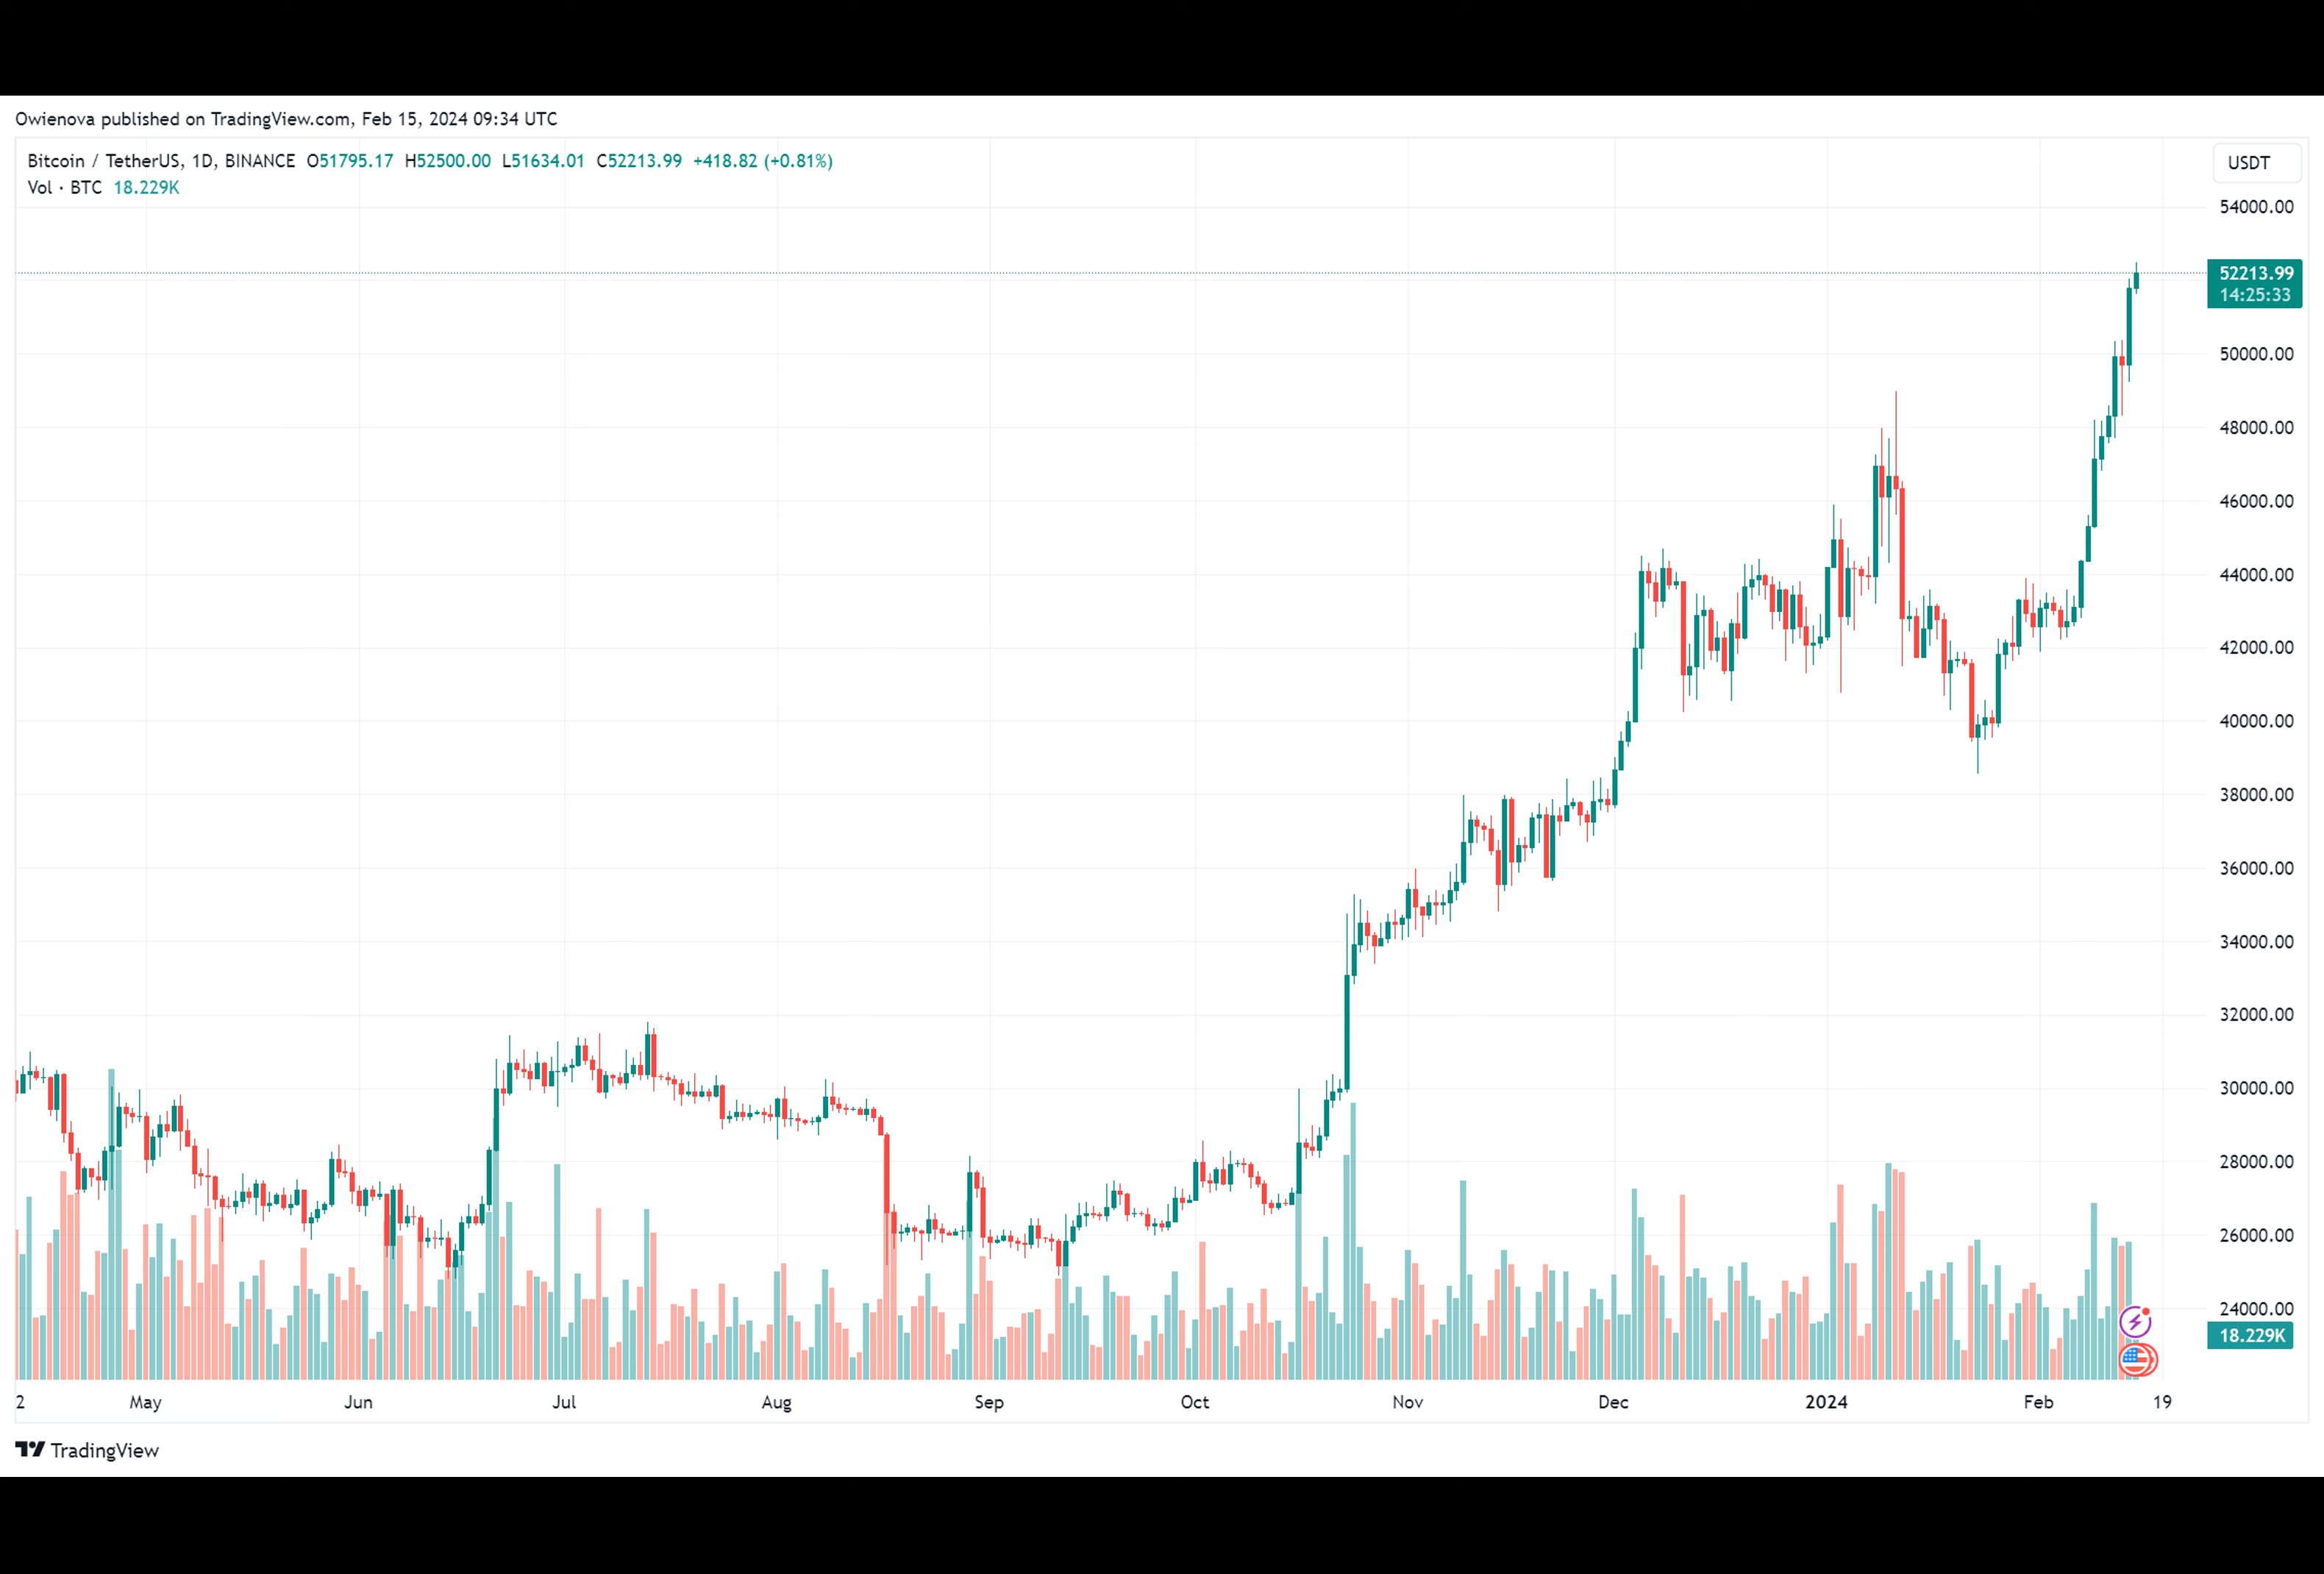 Owienova published on TradingView.com, Feb 15, 2024 09:34 UTC
Bitcoin / TetherUS, 1D, BINANCE O51795.17 H52500.00 L51634.01 C52213.99 +418.82 (+0.81%)
Vol · BTC 18.229K
USDT
54000.00
52213.99
14:25:33
50000.00
48000.00
46000.00
44000.00
42000.00
40000.00
38000.00
36000.00
34000.00
32000.00
30000.00
28000.00
26000.00
24000.00
18.229K
2 May Jun Jul Aug Sep Oct Nov Dec 2024 Feb 19
TradingView